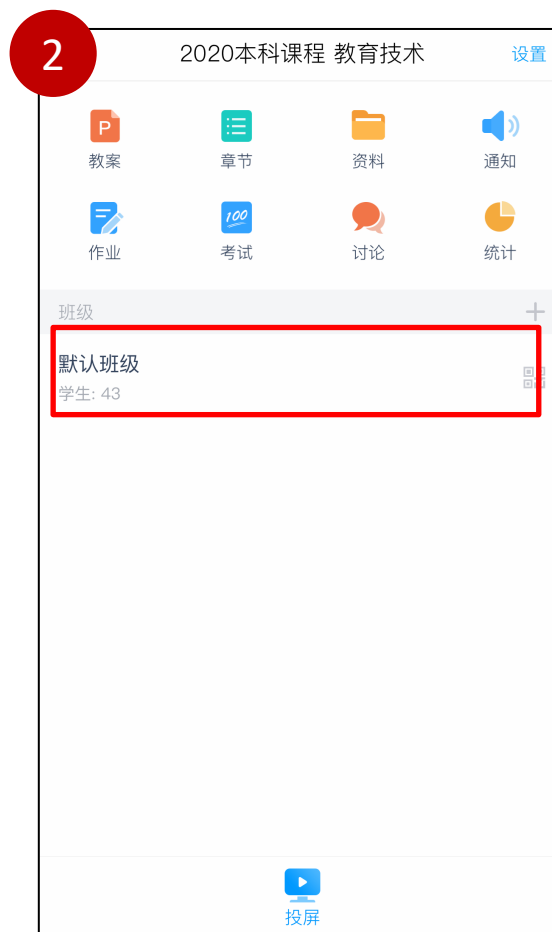 2
2020本科课程 教育技术 设置
P
教案 章节 资料 通知
100
作业 考试 讨论 统计
班级
默认班级
学生: 43
投屏